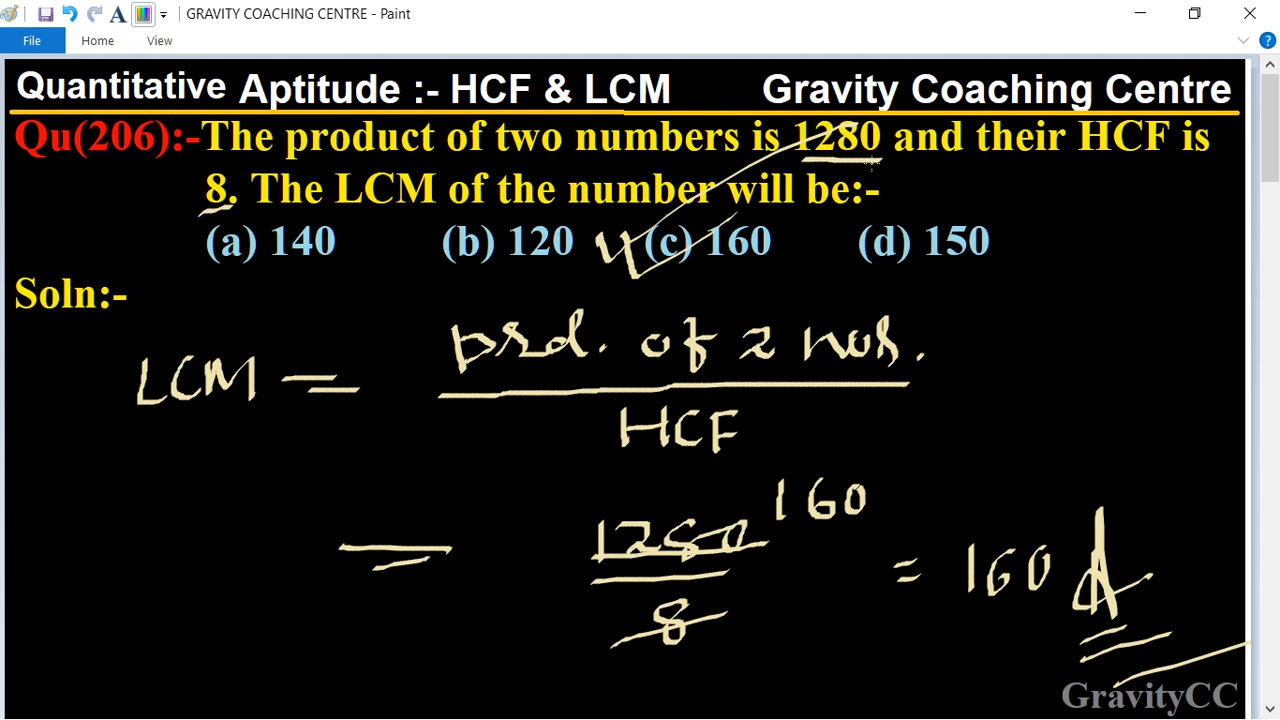 GRAVITY COACHING CENTRE - Paint
File Home View
Quantitative Aptitude :- HCF & LCM Gravity Coaching Centre
Qu(206):-The product of two numbers is 1280 and their HCF is
8. The LCM of the number will be:-
(a) 140 (b) 120 (c) 160 (d) 150
Soln:-
LCM = prd. of 2 nos.
HCF
160
= 1280 = 160 A
8
GravityCC